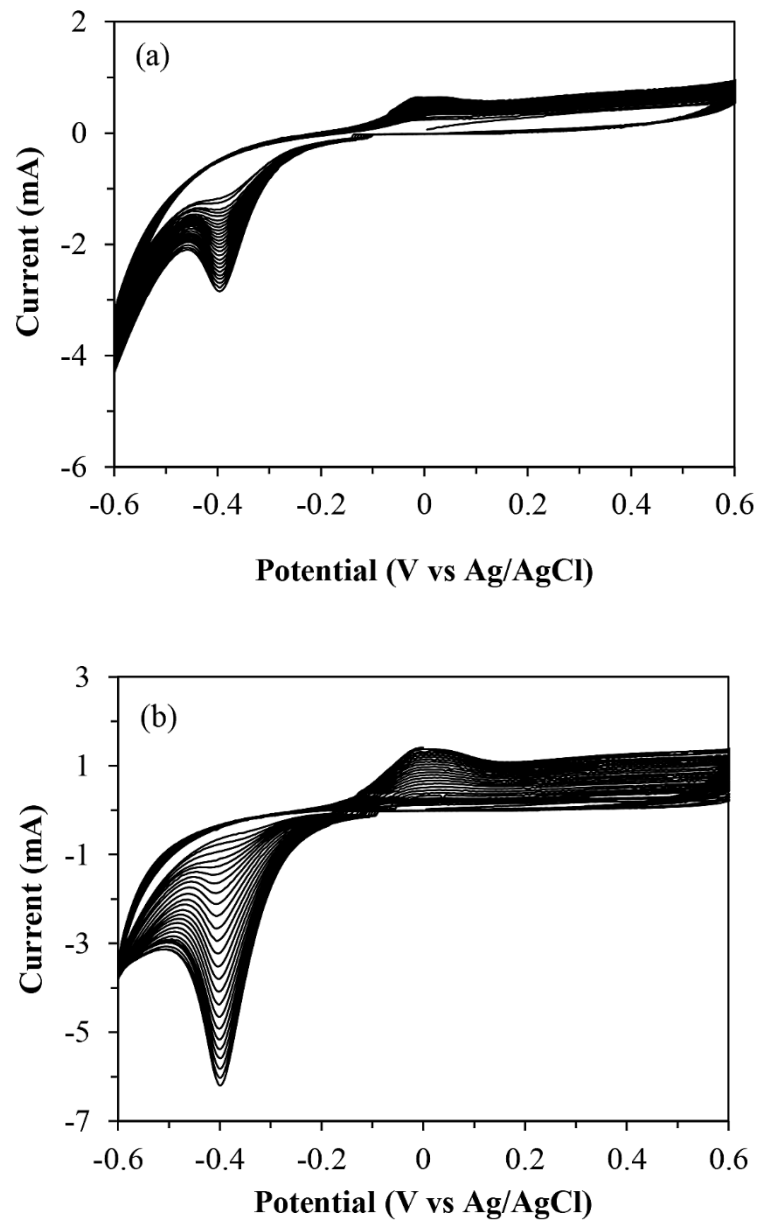 (a)
2
0
-2
-4
-6
Current (mA)
-0.6 -0.4 -0.2 0 0.2 0.4 0.6
Potential (V vs Ag/AgCl)
(b)
3
1
-1
-3
-5
-7
Current (mA)
-0.6 -0.4 -0.2 0 0.2 0.4 0.6
Potential (V vs Ag/AgCl)